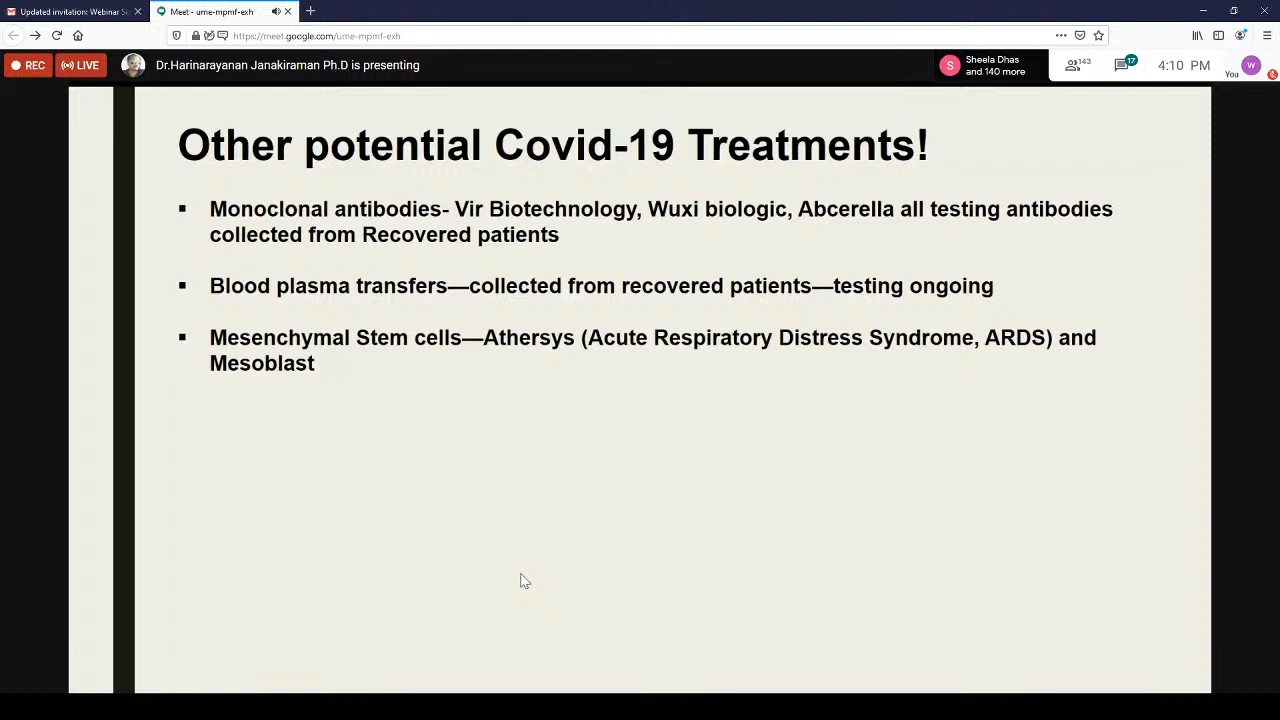 Updated invitation: Webinar S
Meet - ume-mpmf-exh
https://meet.google.com/ume-mpmf-exh
REC
LIVE
Dr.Harinarayanan Janakiraman Ph.D is presenting
S
Sheela Dhas
and 140 more
143
17
4:10 PM
You
W
Other potential Covid-19 Treatments!
▪ Monoclonal antibodies- Vir Biotechnology, Wuxi biologic, Abcerella all testing antibodies
collected from Recovered patients
▪ Blood plasma transfers—collected from recovered patients—testing ongoing
▪ Mesenchymal Stem cells—Athersys (Acute Respiratory Distress Syndrome, ARDS) and
Mesoblast